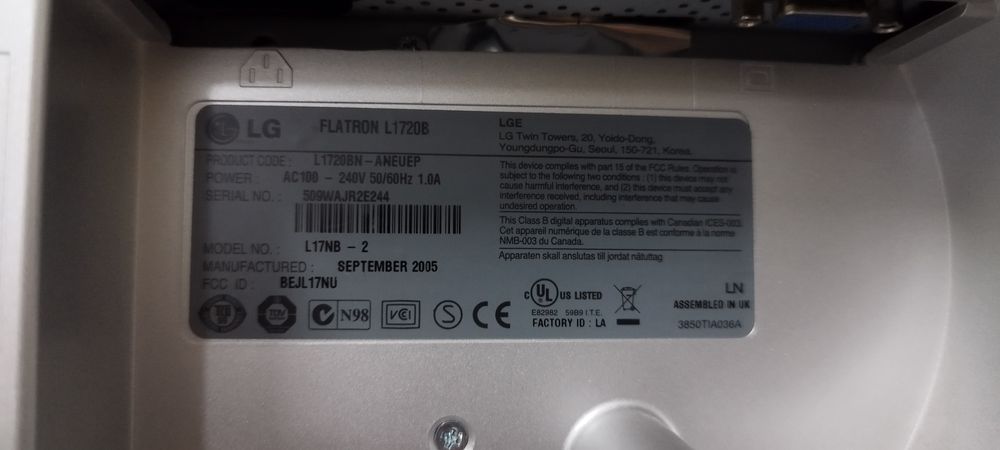 LG FLATRON L1720B
PRODUCT CODE : L1720BN-ANEUEP
POWER : AC100 - 240V 50/60Hz 1.0A
SERIAL NO. : 509WAJR2E244
MODEL NO. : L17NB - 2
MANUFACTURED : SEPTEMBER 2005
FCC ID : BEJL17NU
N98
S
CE
LGE
LG Twin Towers, 20, Yoido-Dong,
Youngdungpo-Gu, Seoul, 150-721, Korea.
This device complies with part 15 of the FCC Rules. Operation is
subject to the following two conditions : (1) this device may not
cause harmful interference, and (2) this device must accept any
interference received, including interference that may cause
undesired operation.
This Class B digital apparatus complies with Canadian ICES-003.
Cet appareil numérique de la classe B est conforme à la norme
NMB-003 du Canada.
Apparaten skall anslutas till jordat nätuttag.
c UL US LISTED
E82982 59B9 I.T.E.
FACTORY ID : LA
LN
ASSEMBLED IN UK
3850TIA036A